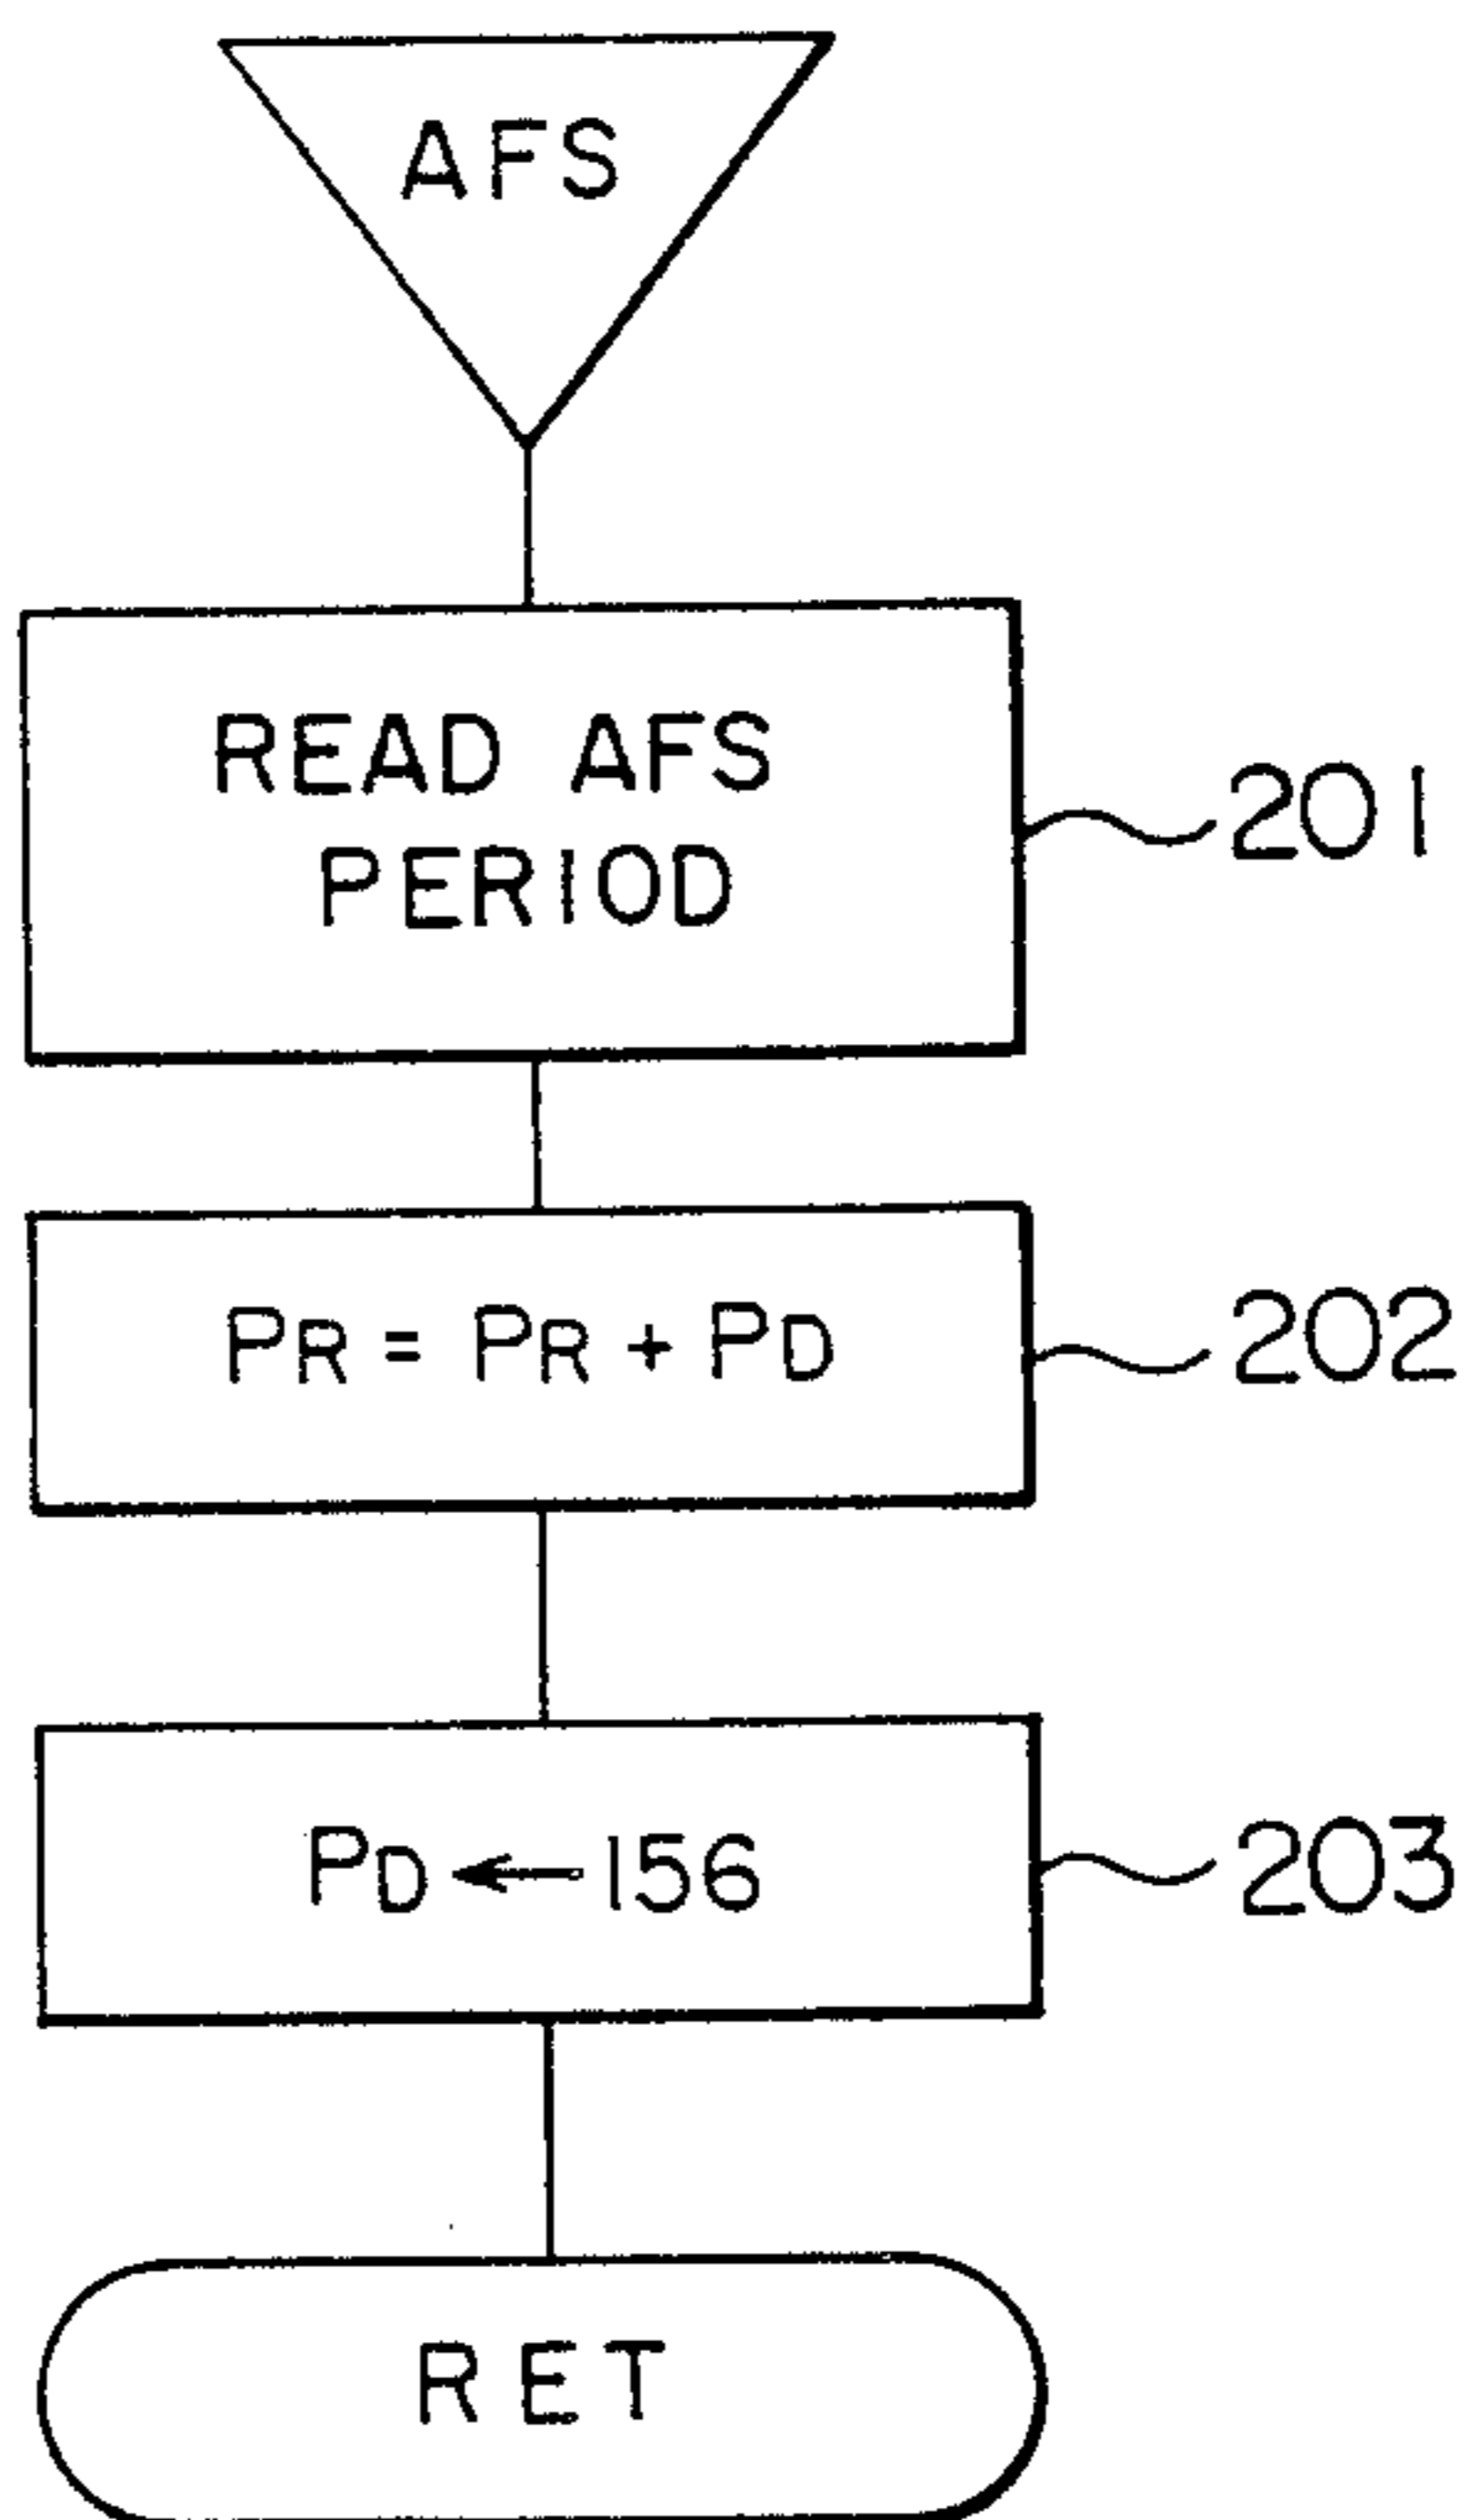 AFS
READ AFS
PERIOD
201
PR = PR + PD
202
PD ← 156
203
RET